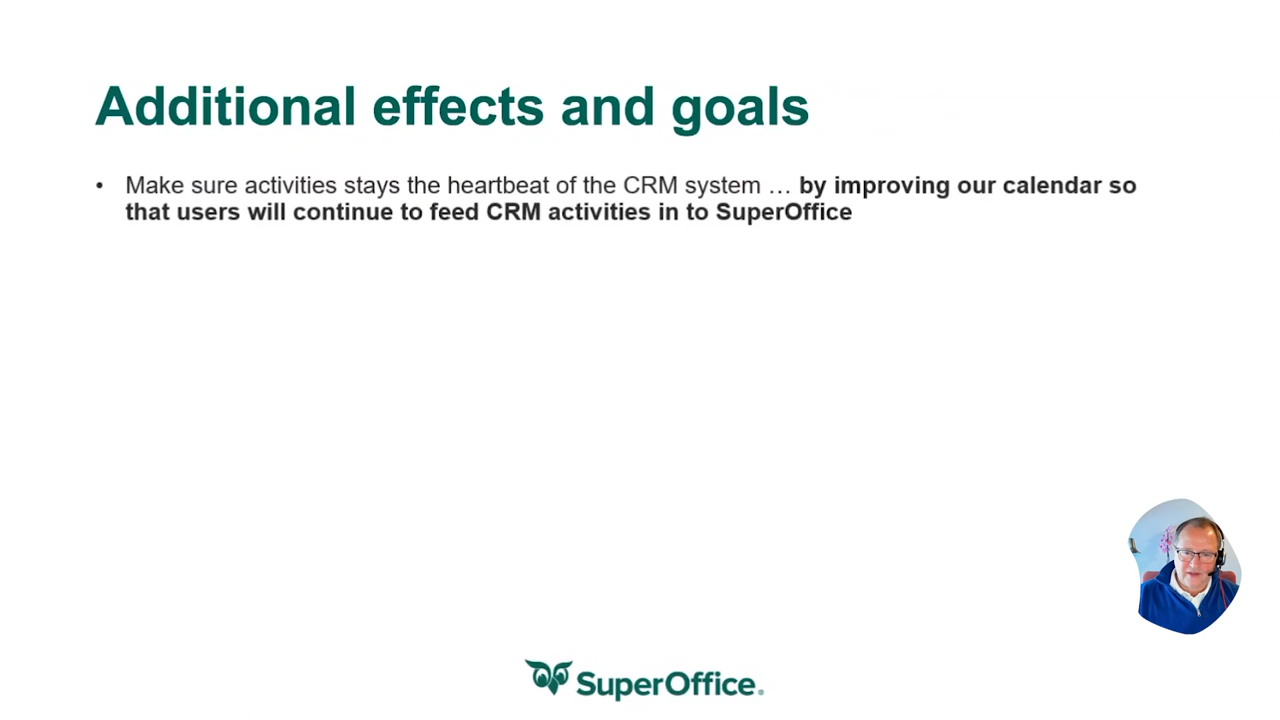 Additional effects and goals
• Make sure activities stays the heartbeat of the CRM system … by improving our calendar so
that users will continue to feed CRM activities in to SuperOffice
SuperOffice.